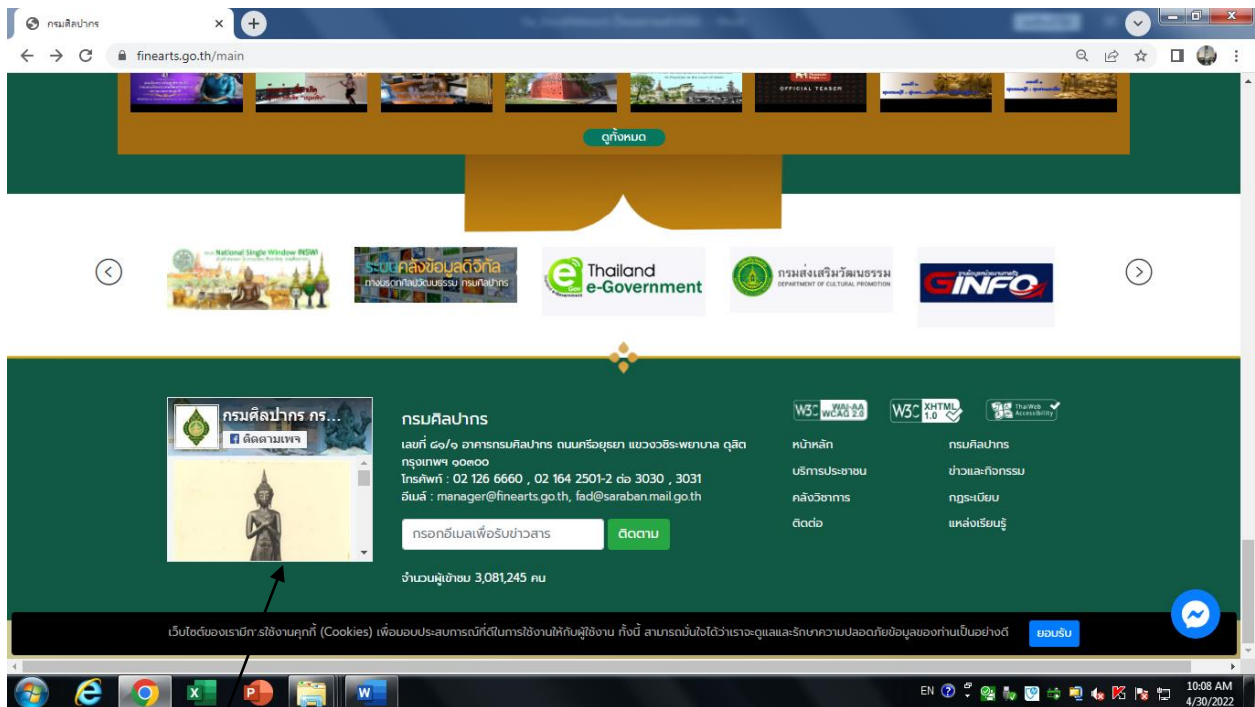 กรมศิลปากร
finearts.go.th/main
OFFICIAL TEASER
ดูทั้งหมด
National Single Window (NSW)
ระบบคลังข้อมูลดิจิทัล
ทางมรดกศิลปวัฒนธรรม กรมศิลปากร
Thailand
e-Government
กรมส่งเสริมวัฒนธรรม
DEPARTMENT OF CULTURAL PROMOTION
GINFO
กรมศิลปากร กร...
ติดตามเพจ
กรมศิลปากร
เลขที่ ๘๑/๑ อาคารกรมศิลปากร ถนนศรีอยุธยา แขวงวชิระพยาบาล ดุสิต
กรุงเทพฯ ๑๐๓๐๐
โทรศัพท์ : 02 126 6660 , 02 164 2501-2 ต่อ 3030 , 3031
อีเมล์ : manager@finearts.go.th, fad@saraban.mail.go.th
กรอกอีเมลเพื่อรับข่าวสาร
ติดตาม
จำนวนผู้เข้าชม 3,081,245 คน
W3C WAI-AA WCAG 2.0
W3C XHTML 1.0
ThaiWeb Accessibility
หน้าหลัก
กรมศิลปากร
บริการประชาชน
ข่าวและกิจกรรม
คลังวิชาการ
กฎระเบียบ
ติดต่อ
แหล่งเรียนรู้
เว็บไซต์ของเรามีการใช้งานคุกกี้ (Cookies) เพื่อมอบประสบการณ์ที่ดีในการใช้งานให้กับผู้ใช้งาน ทั้งนี้ สามารถมั่นใจได้ว่าเราจะดูแลและรักษาความปลอดภัยข้อมูลของท่านเป็นอย่างดี
ยอมรับ
EN
10:08 AM
4/30/2022